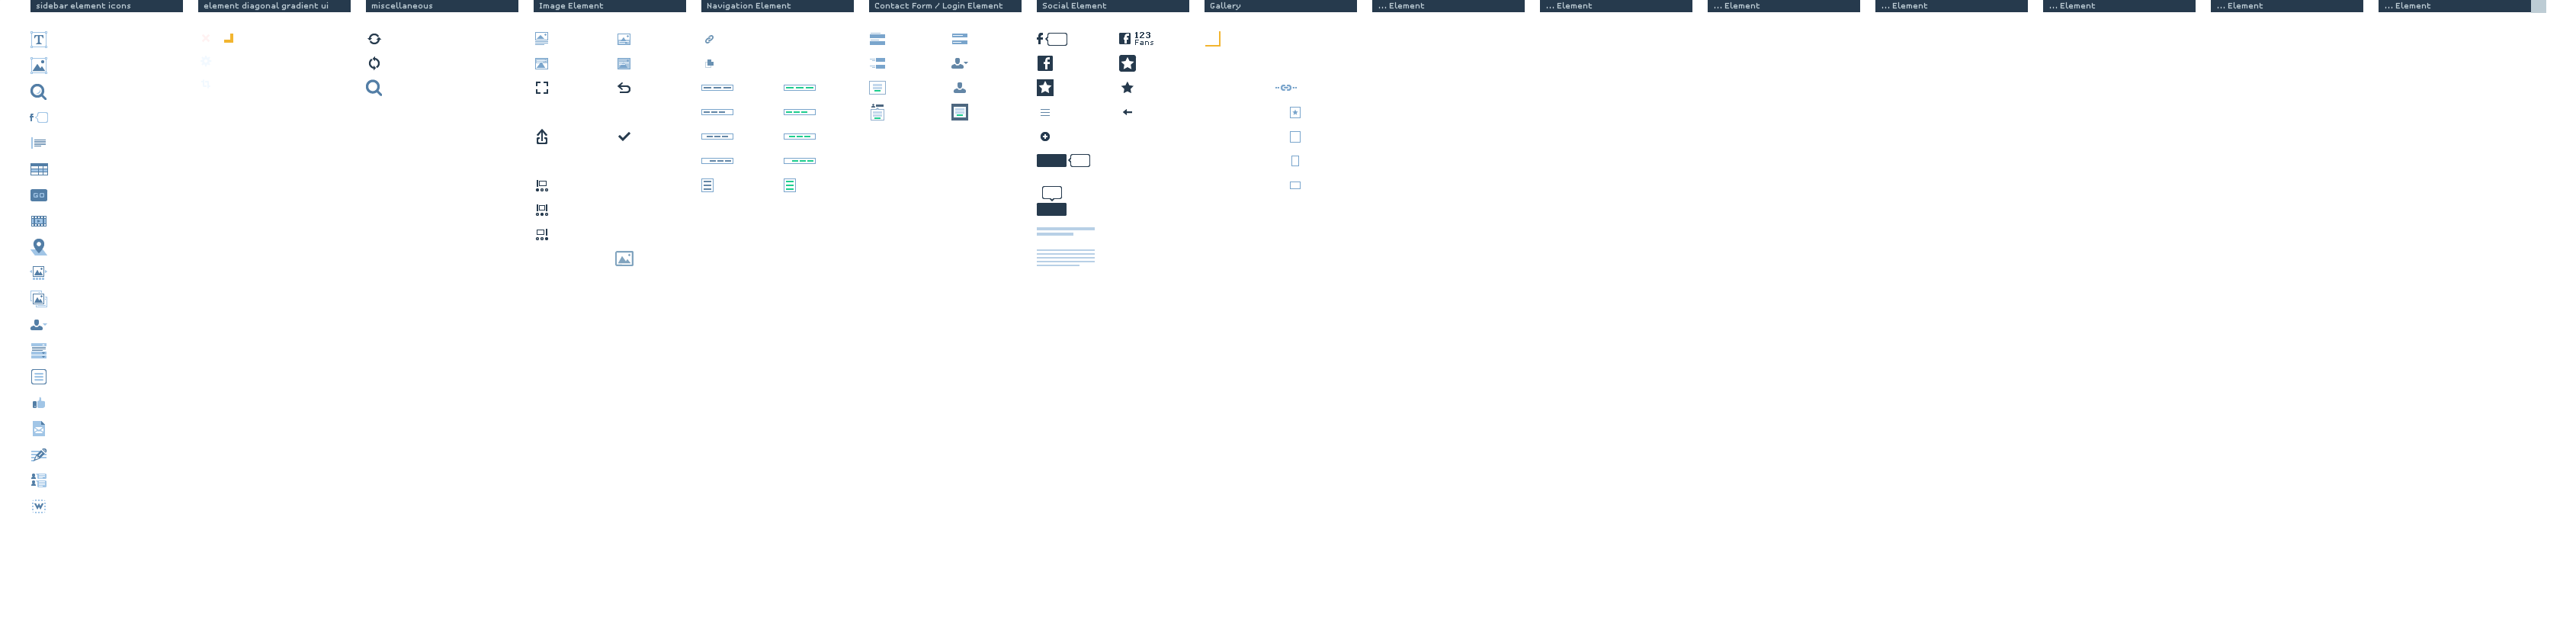 sidebar element icons
element diagonal gradient ui
miscellaneous
Image Element
Navigation Element
Contact Form / Login Element
Social Element
Gallery
... Element
... Element
... Element
... Element
... Element
... Element
... Element
T
f
GO
W
f
f 123
Fans
f